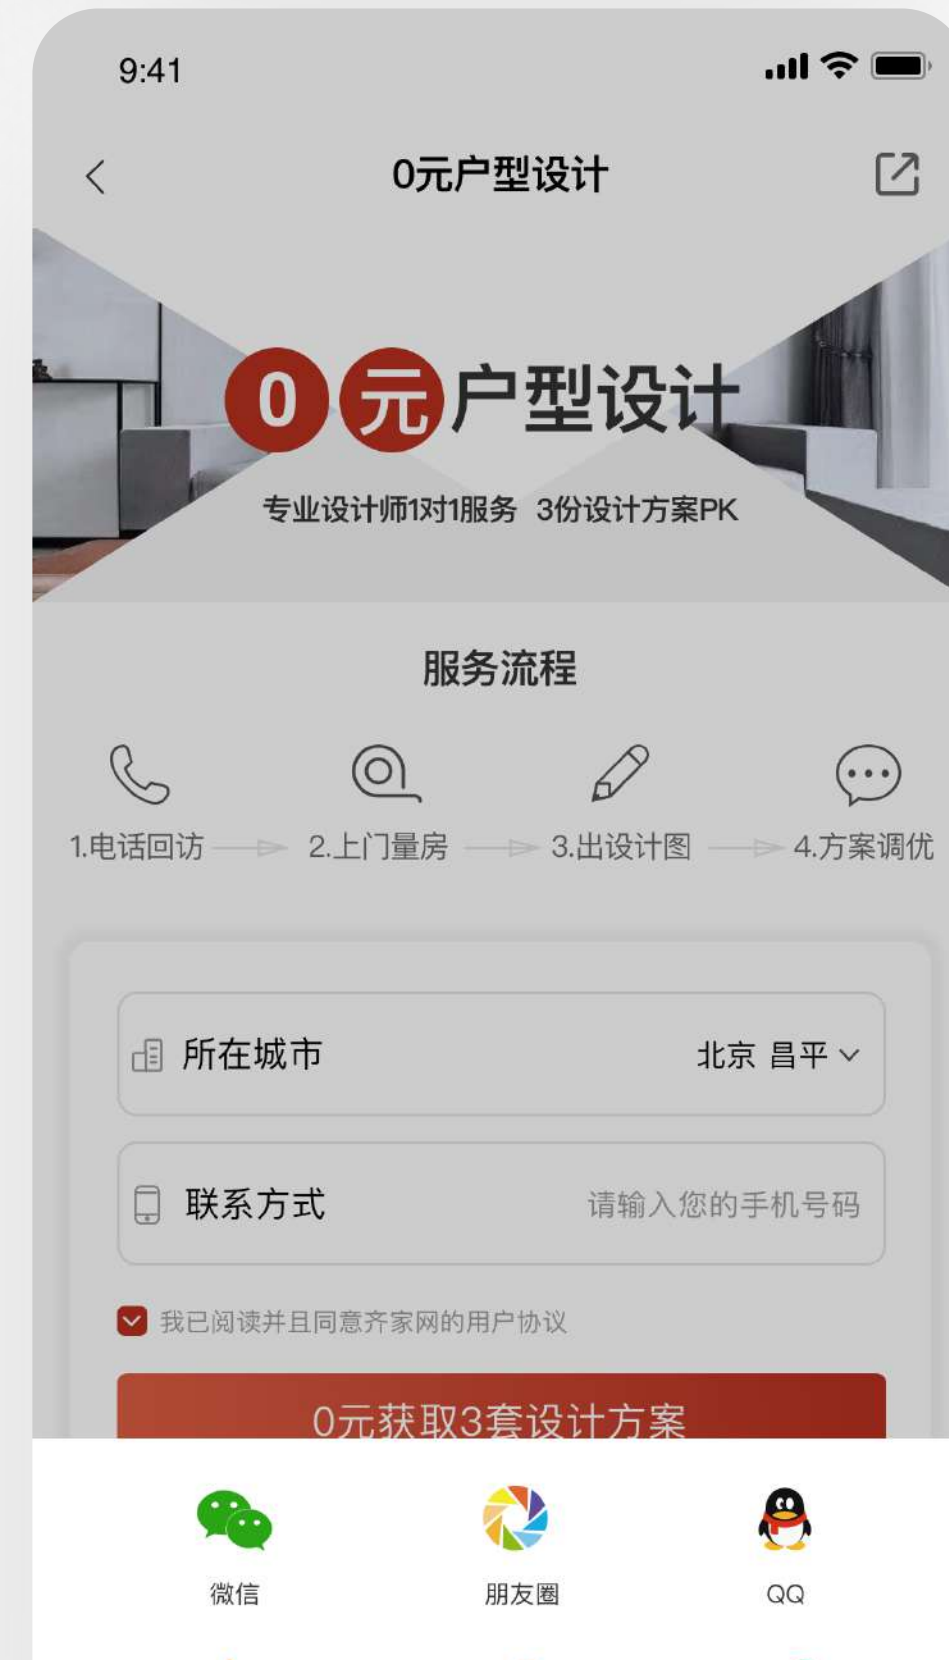 9:41
0元户型设计
0元户型设计
专业设计师1对1服务 3份设计方案PK
服务流程
1.电话回访 2.上门量房 3.出设计图 4.方案调优
所在城市 北京 昌平
联系方式 请输入您的手机号码
我已阅读并且同意齐家网的用户协议
0元获取3套设计方案
微信 朋友圈 QQ